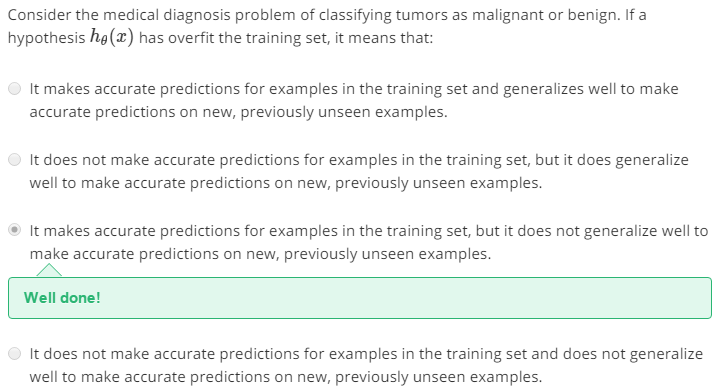 Consider the medical diagnosis problem of classifying tumors as malignant or benign. If a
hypothesis hθ(x) has overfit the training set, it means that:
It makes accurate predictions for examples in the training set and generalizes well to make
accurate predictions on new, previously unseen examples.
It does not make accurate predictions for examples in the training set, but it does generalize
well to make accurate predictions on new, previously unseen examples.
It makes accurate predictions for examples in the training set, but it does not generalize well to
make accurate predictions on new, previously unseen examples.
Well done!
It does not make accurate predictions for examples in the training set and does not generalize
well to make accurate predictions on new, previously unseen examples.